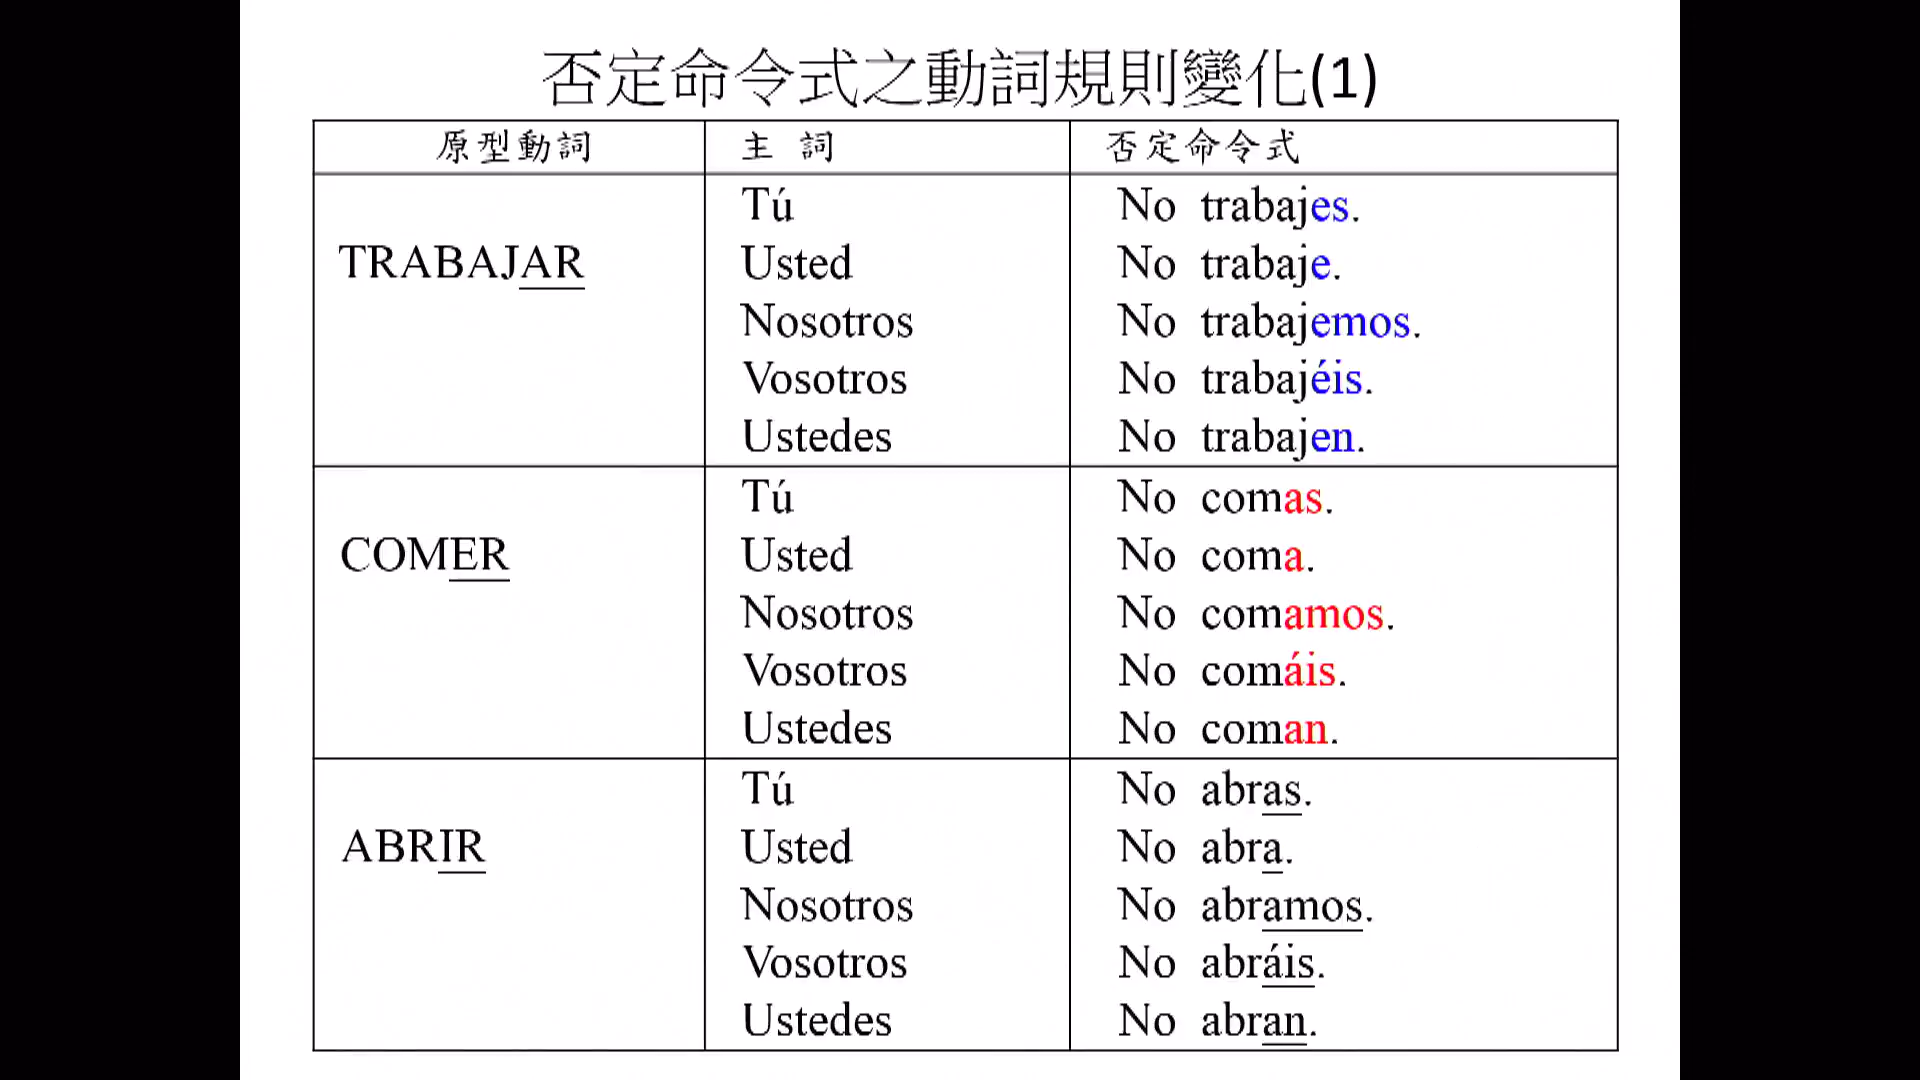 否定命令式之動詞規則變化(1)
原型動詞 主 詞 否定命令式
Tú No trabajes.
TRABAJAR Usted No trabaje.
Nosotros No trabajemos.
Vosotros No trabajéis.
Ustedes No trabajen.
Tú No comas.
COMER Usted No coma.
Nosotros No comamos.
Vosotros No comáis.
Ustedes No coman.
Tú No abras.
ABRIR Usted No abra.
Nosotros No abramos.
Vosotros No abráis.
Ustedes No abran.